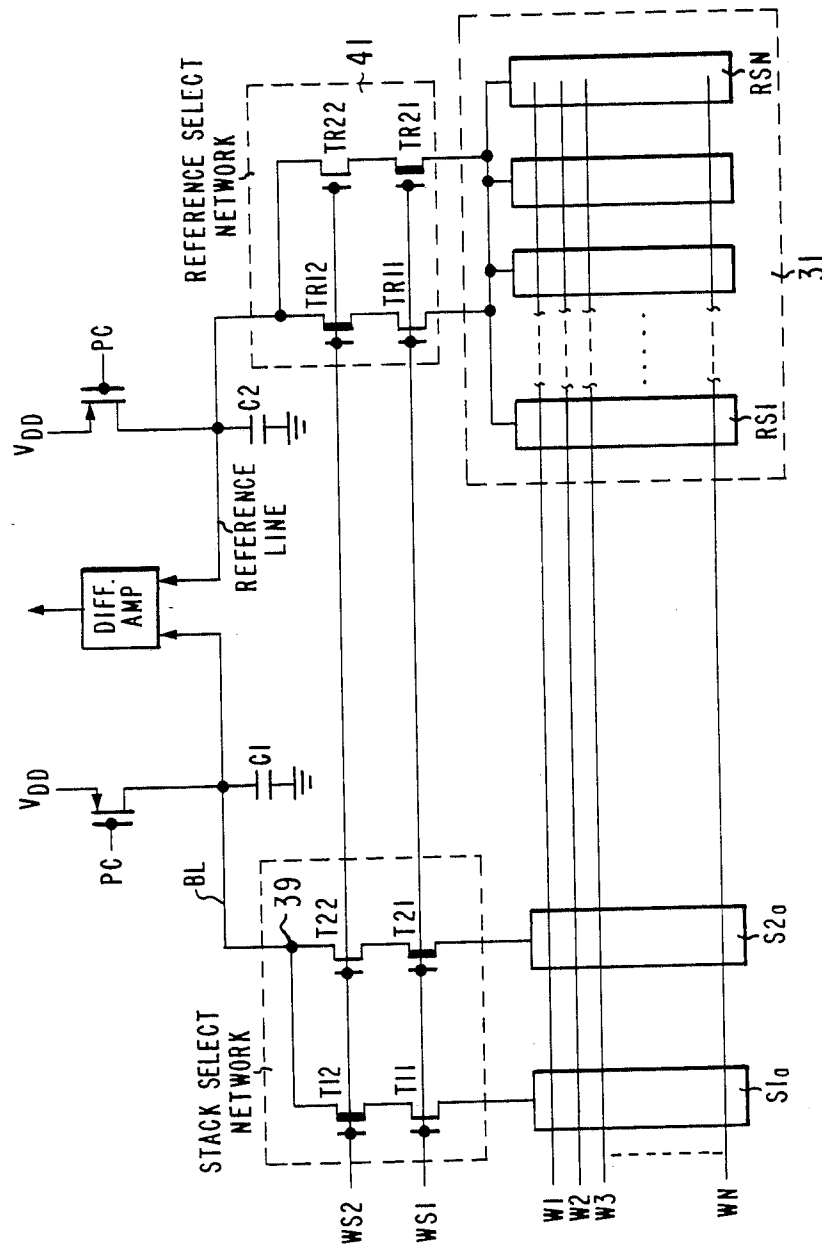 DIFF.
AMP
VDD
VDD
PC
PC
BL
C1
C2
REFERENCE
LINE
STACK SELECT
NETWORK
39
REFERENCE SELECT
NETWORK
41
T12
T22
TR12
TR22
WS2
T11
T21
TR11
TR21
WS1
W1
W2
W3
WN
S1a
S2a
RS1
RSN
31